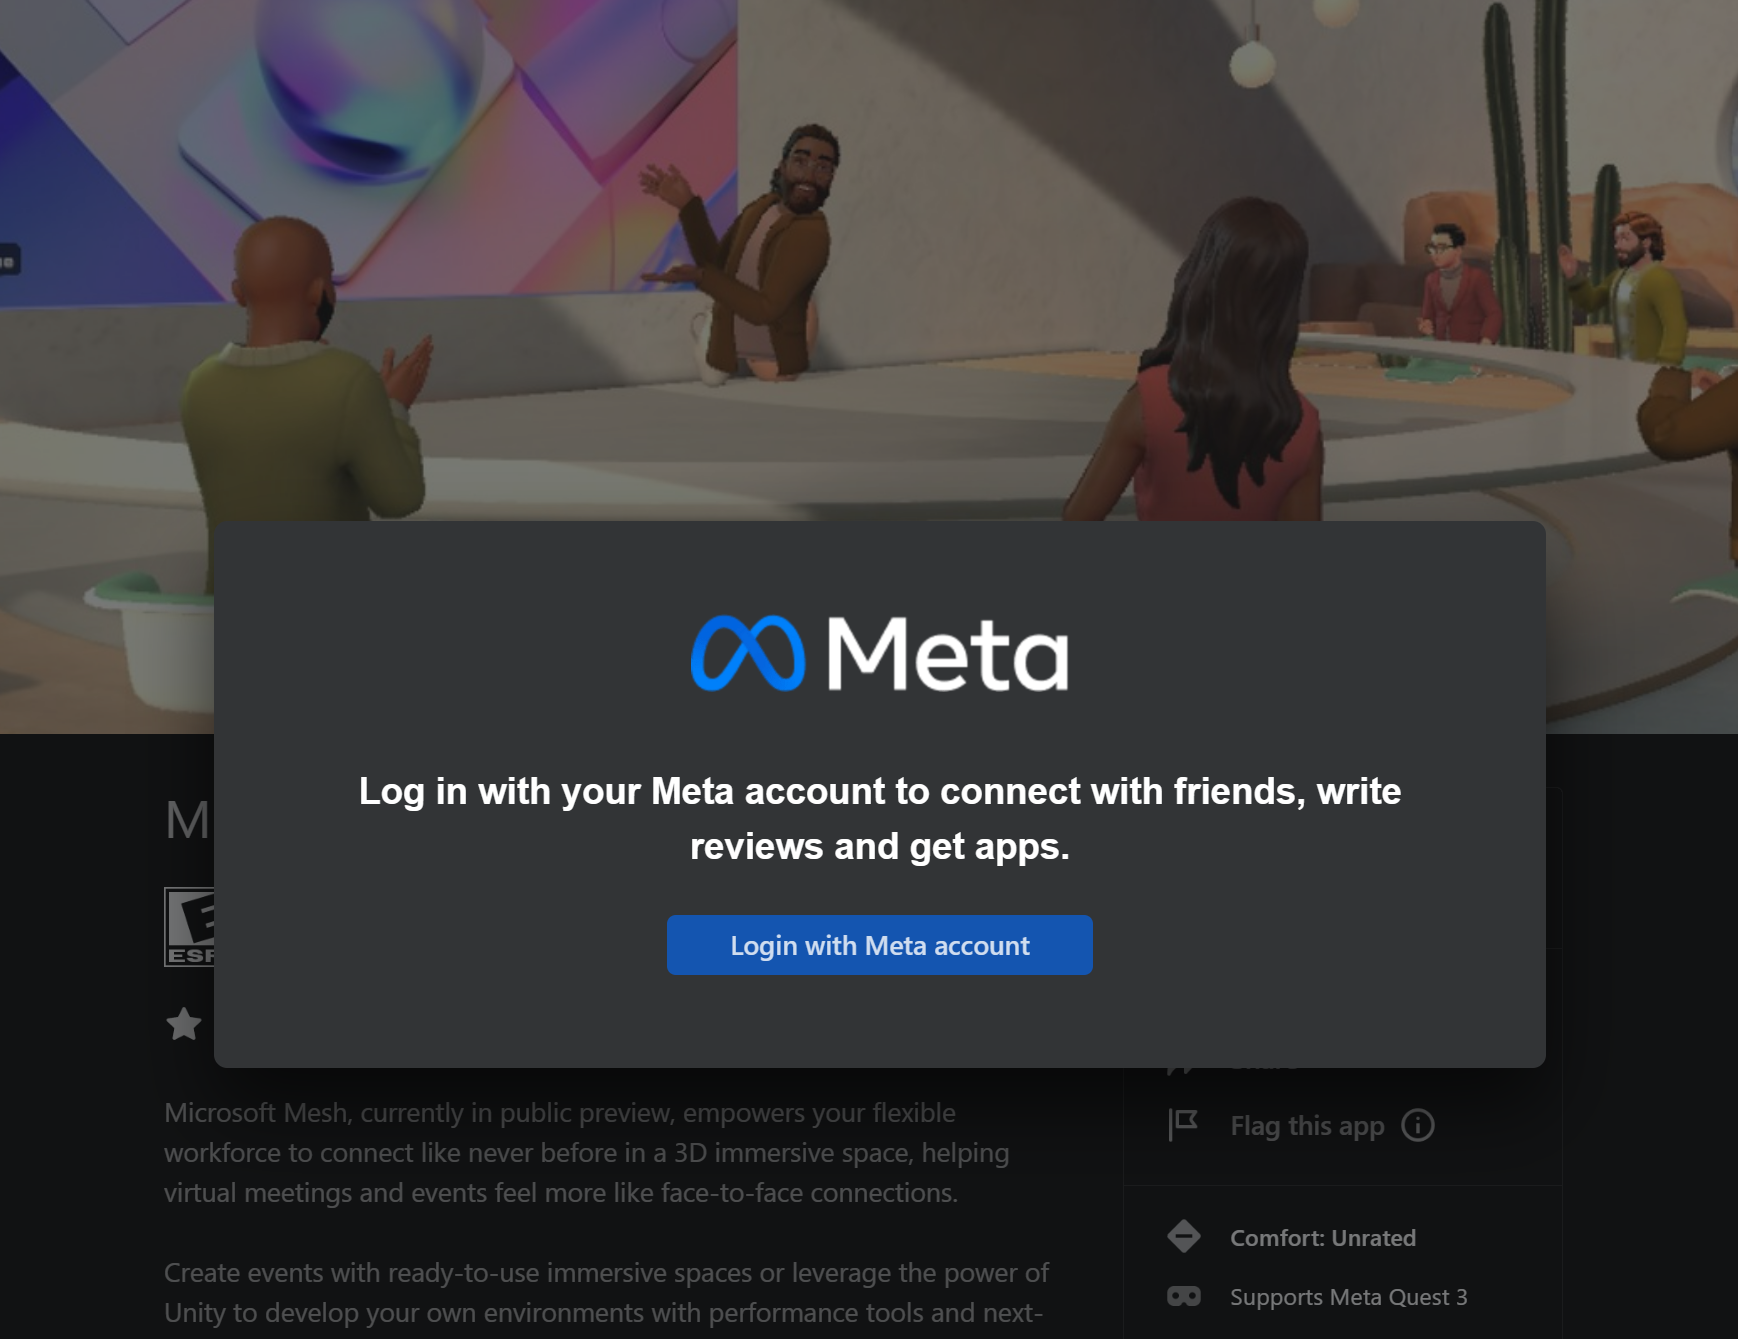 Meta
Log in with your Meta account to connect with friends, write
reviews and get apps.
Login with Meta account
M
Microsoft Mesh, currently in public preview, empowers your flexible
workforce to connect like never before in a 3D immersive space, helping
virtual meetings and events feel more like face-to-face connections.
Create events with ready-to-use immersive spaces or leverage the power of
Unity to develop your own environments with performance tools and next-
Flag this app
Comfort: Unrated
Supports Meta Quest 3